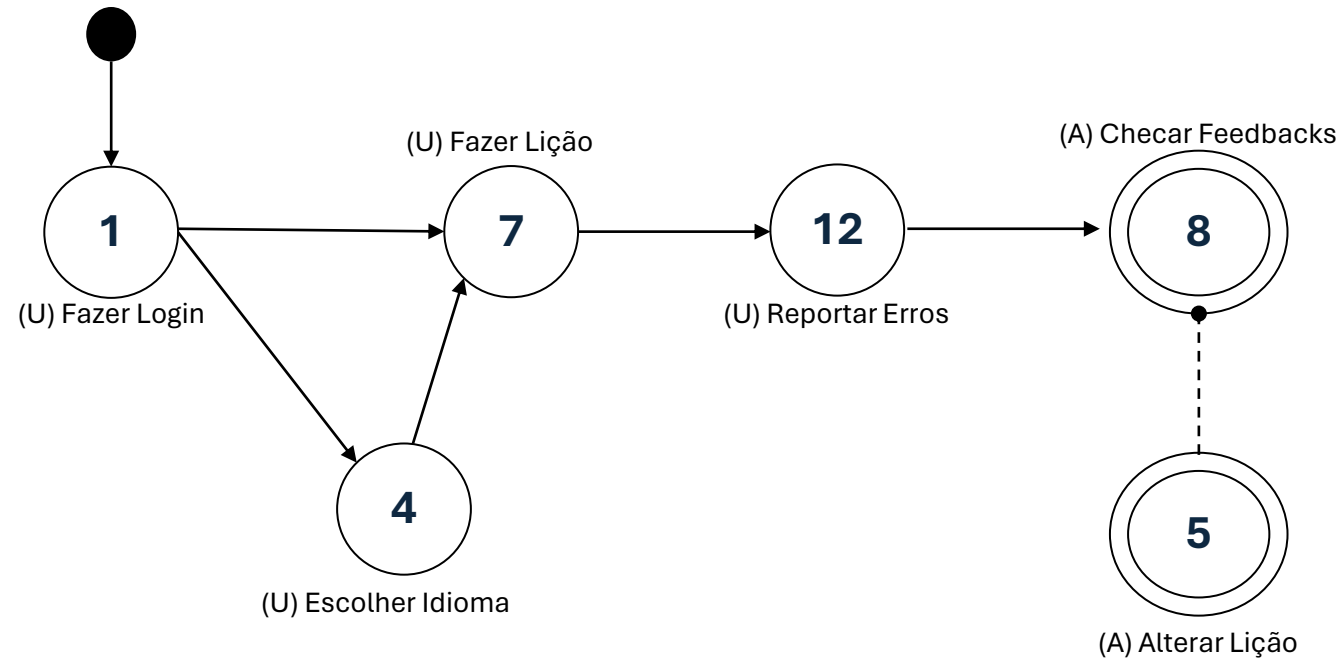 (A) Checar Feedbacks
(U) Fazer Lição
1
7
12
8
(U) Fazer Login
(U) Reportar Erros
4
5
(U) Escolher Idioma
(A) Alterar Lição